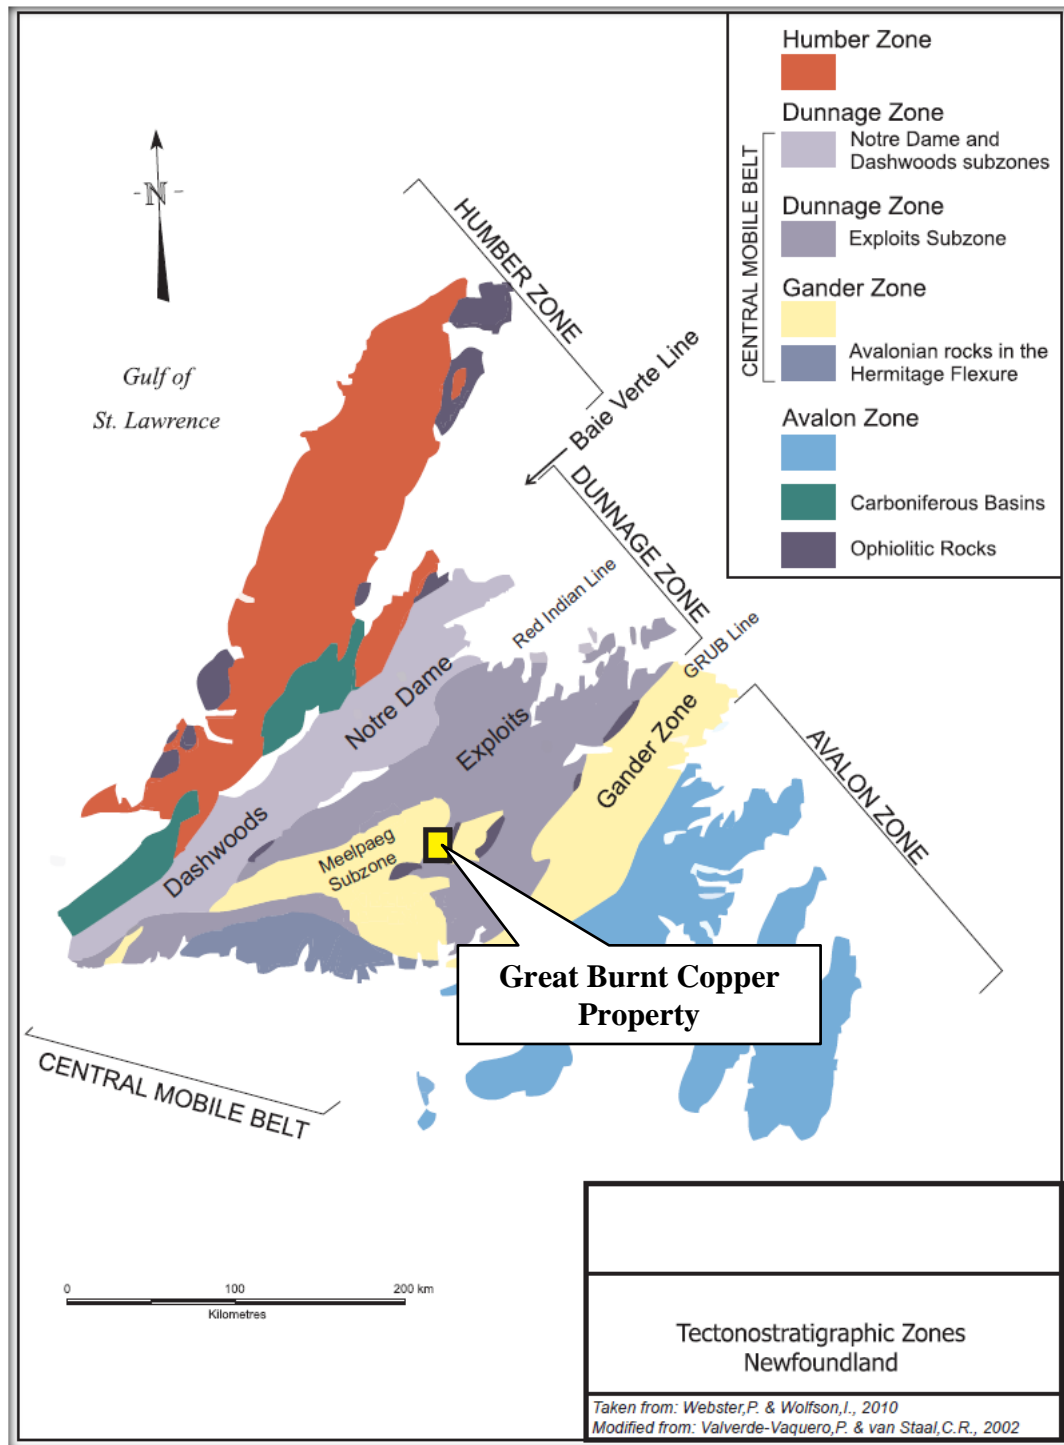 Humber Zone
Dunnage Zone
Notre Dame and
Dashwoods subzones
Dunnage Zone
Exploits Subzone
Gander Zone
Avalonian rocks in the
Hermitage Flexure
CENTRAL MOBILE BELT
Avalon Zone
Carboniferous Basins
Ophiolitic Rocks
-N-
HUMBER ZONE
Gulf of
St. Lawrence
Baie Verte Line
DUNNAGE ZONE
Red Indian Line
GRUB Line
AVALON ZONE
Notre Dame
Exploits
Gander Zone
Dashwoods
Meelpaeg
Subzone
Great Burnt Copper
Property
CENTRAL MOBILE BELT
0 100 200 km
Kilometres
Tectonostratigraphic Zones
Newfoundland
Taken from: Webster,P. & Wolfson,I., 2010
Modified from: Valverde-Vaquero,P. & van Staal,C.R., 2002